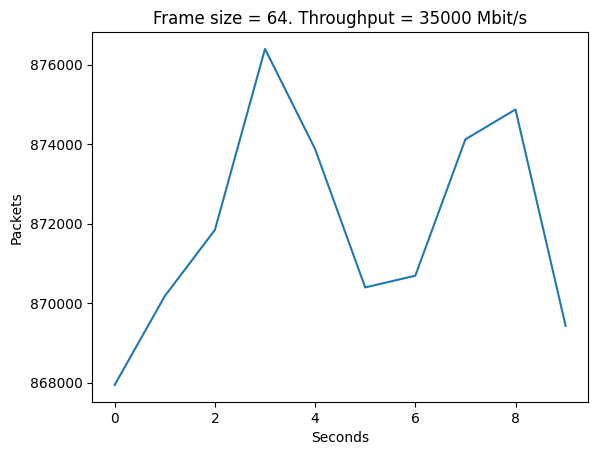 Frame size = 64. Throughput = 35000 Mbit/s
876000
874000
872000
870000
868000
Packets
0 2 4 6 8
Seconds